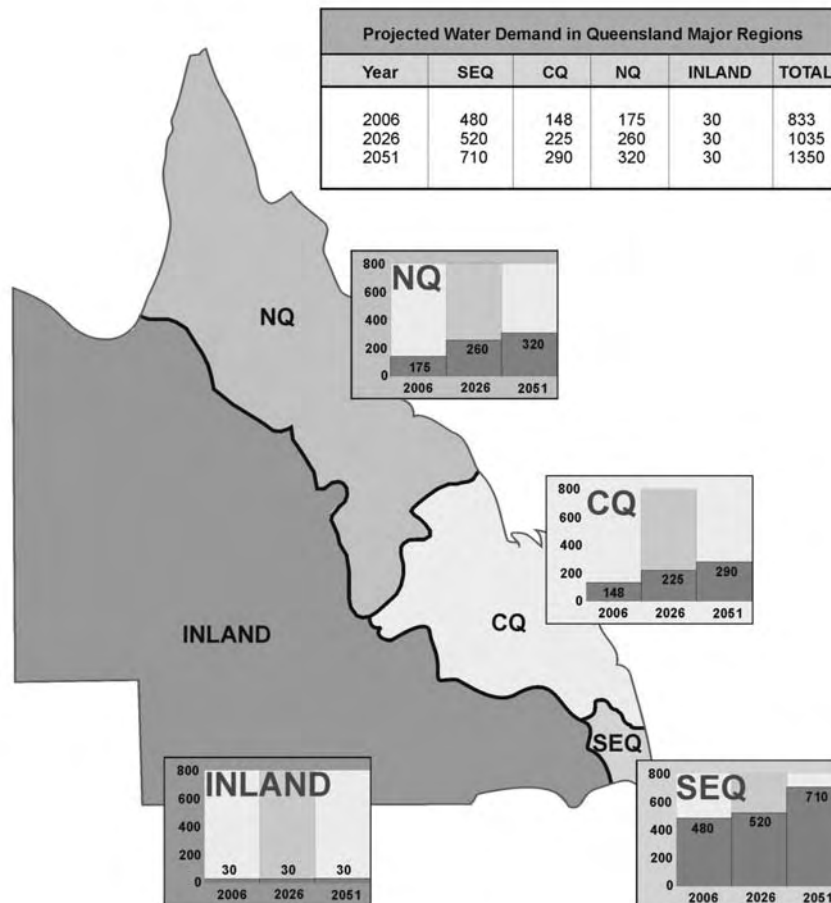 Projected Water Demand in Queensland Major Regions
Year SEQ CQ NQ INLAND TOTAL
2006 480 148 175 30 833
2026 520 225 260 30 1035
2051 710 290 320 30 1350
NQ
800
600
400
200
0
175 260 320
2006 2026 2051
NQ
CQ
800
600
400
200
0
148 225 290
2006 2026 2051
CQ
INLAND
SEQ
INLAND
800
600
400
200
0
30 30 30
2006 2026 2051
SEQ
800
600
400
200
0
480 520 710
2006 2026 2051